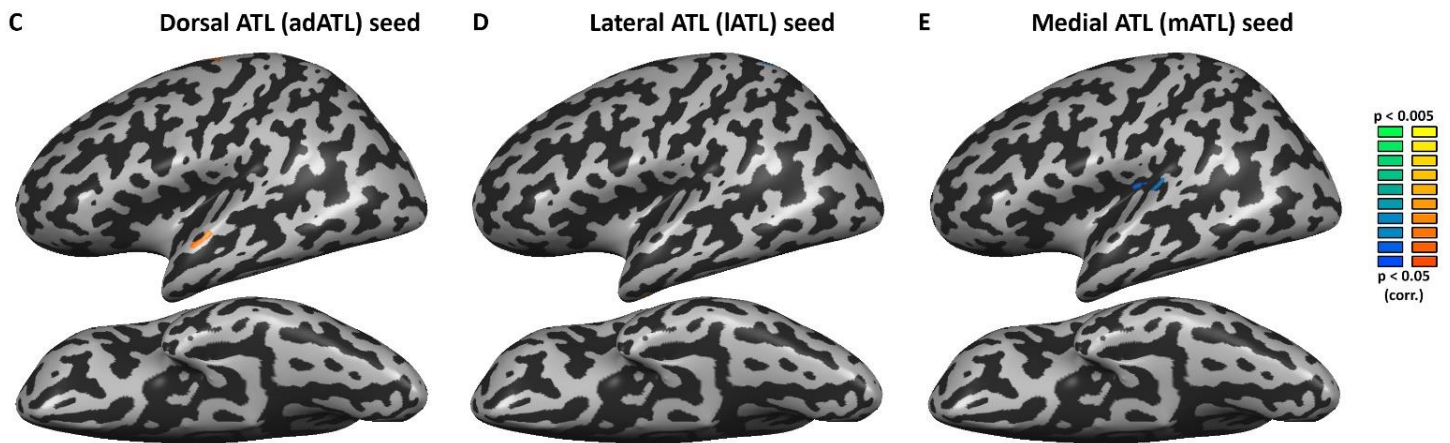 C Dorsal ATL (adATL) seed
D Lateral ATL (lATL) seed
E Medial ATL (mATL) seed
p < 0.005
p < 0.05
(corr.)